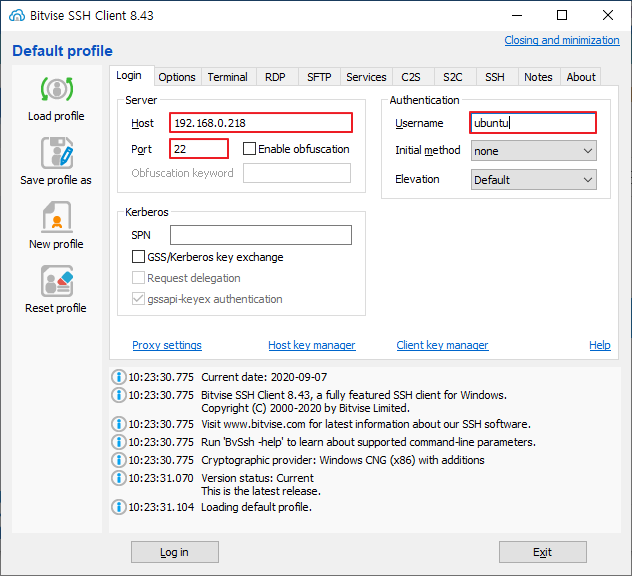 Bitvise SSH Client 8.43
Default profile
Closing and minimization
Load profile
Save profile as
New profile
Reset profile
Login Options Terminal RDP SFTP Services C2S S2C SSH Notes About
Server
Host 192.168.0.218
Port 22 Enable obfuscation
Obfuscation keyword
Authentication
Username ubuntu
Initial method none
Elevation Default
Kerberos
SPN
GSS/Kerberos key exchange
Request delegation
gssapi-keyex authentication
Proxy settings Host key manager Client key manager Help
10:23:30.775 Current date: 2020-09-07
10:23:30.775 Bitvise SSH Client 8.43, a fully featured SSH client for Windows.
Copyright (C) 2000-2020 by Bitvise Limited.
10:23:30.775 Visit www.bitvise.com for latest information about our SSH software.
10:23:30.775 Run 'BvSsh -help' to learn about supported command-line parameters.
10:23:30.775 Cryptographic provider: Windows CNG (x86) with additions
10:23:31.070 Version status: Current
This is the latest release.
10:23:31.104 Loading default profile.
Log in Exit